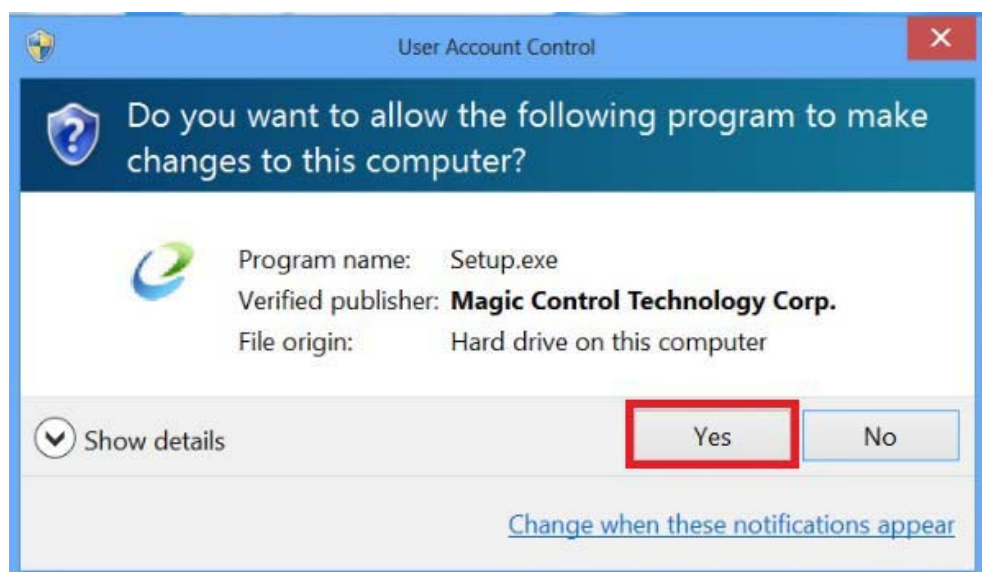 User Account Control
Do you want to allow the following program to make
changes to this computer?
Program name: Setup.exe
Verified publisher: Magic Control Technology Corp.
File origin: Hard drive on this computer
Show details
Yes
No
Change when these notifications appear